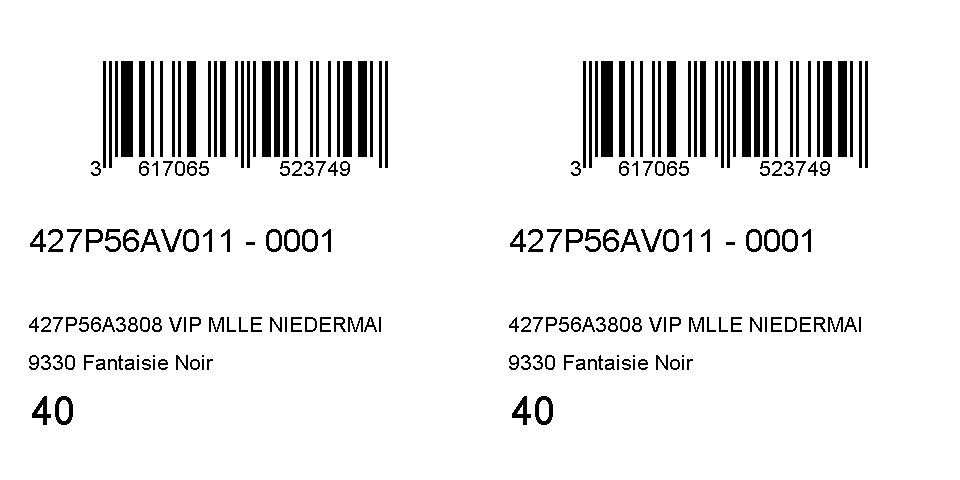 3 617065 523749
427P56AV011 - 0001
427P56A3808 VIP MLLE NIEDERMAI
9330 Fantaisie Noir
40
3 617065 523749
427P56AV011 - 0001
427P56A3808 VIP MLLE NIEDERMAI
9330 Fantaisie Noir
40